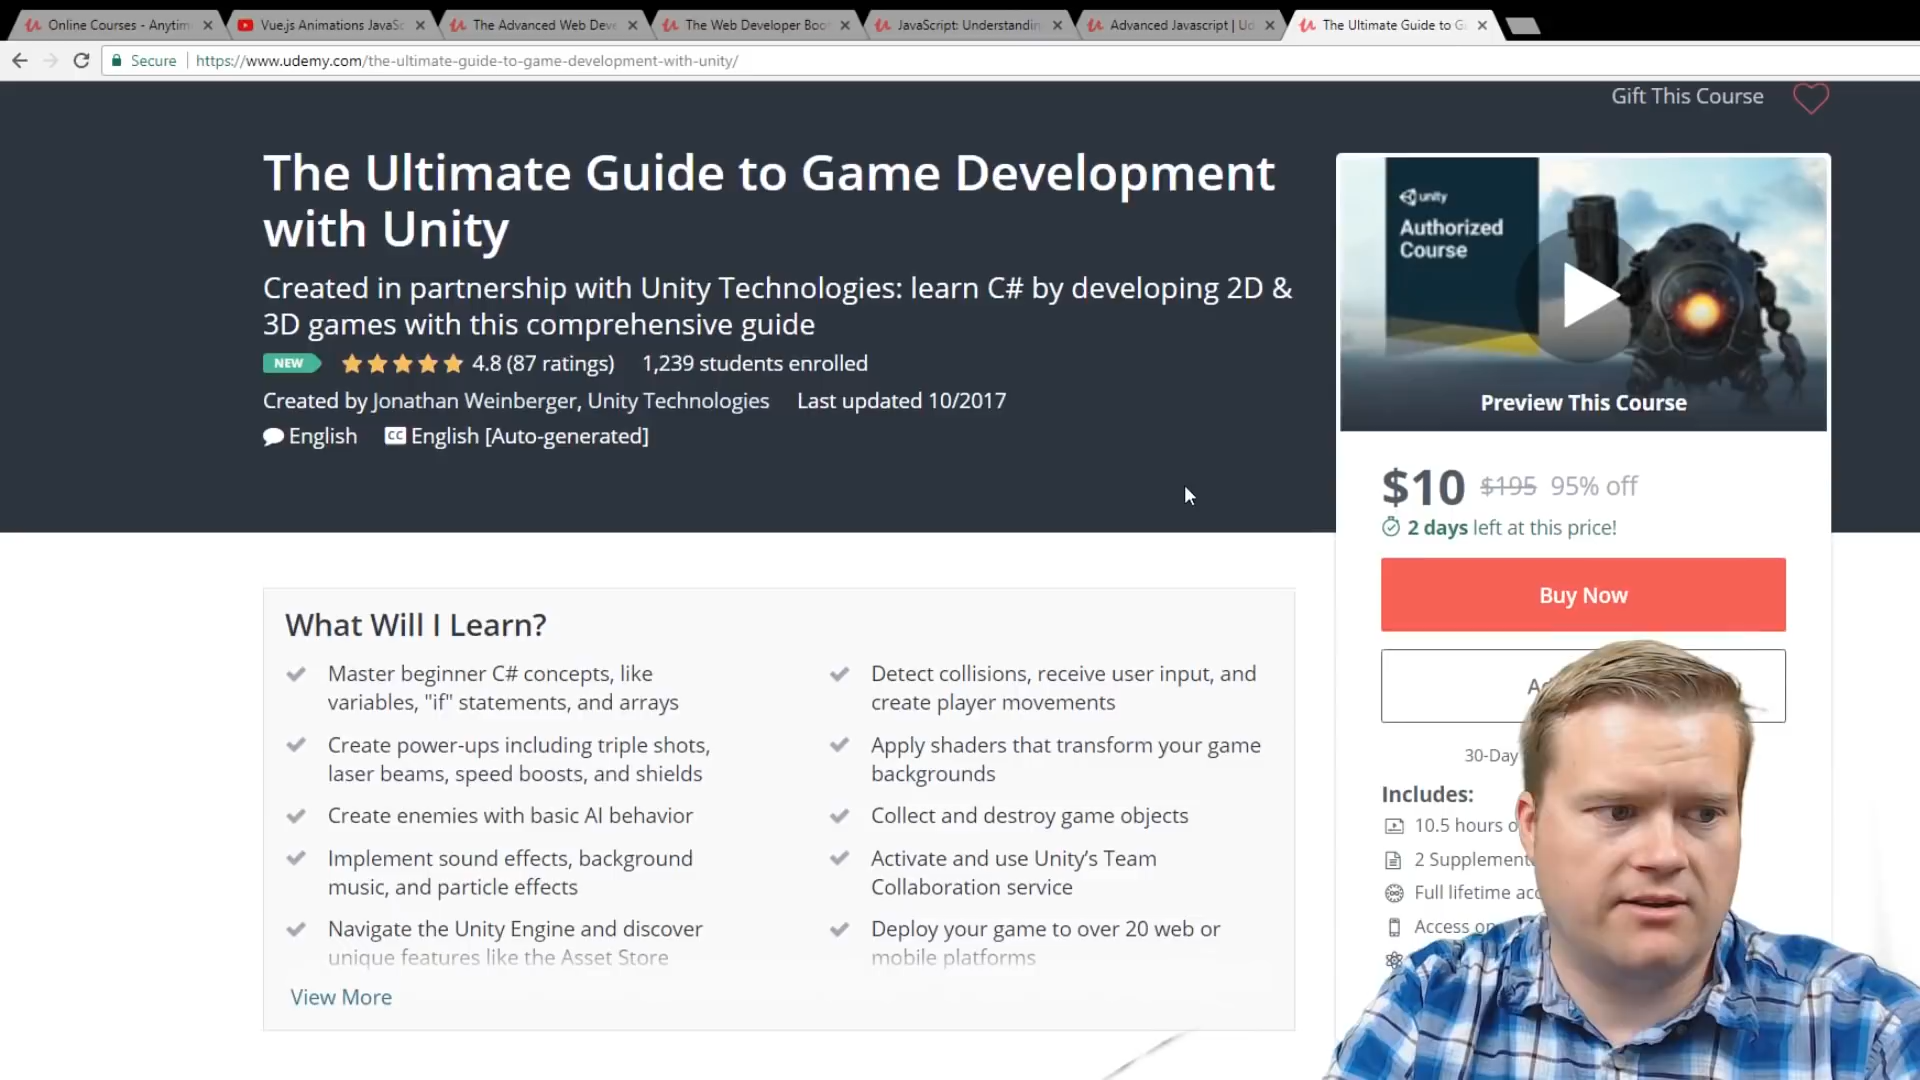 Online Courses - Anytim
Vue.js Animations JavaSc
The Advanced Web Deve
The Web Developer Boo
JavaScript: Understandin
Advanced Javascript | Ud
The Ultimate Guide to G
Secure https://www.udemy.com/the-ultimate-guide-to-game-development-with-unity/
Gift This Course
The Ultimate Guide to Game Development
with Unity
Created in partnership with Unity Technologies: learn C# by developing 2D &
3D games with this comprehensive guide
NEW 4.8 (87 ratings) 1,239 students enrolled
Created by Jonathan Weinberger, Unity Technologies Last updated 10/2017
English CC English [Auto-generated]
unity
Authorized
Course
Preview This Course
$10 $195 95% off
2 days left at this price!
Buy Now
30-Day
Includes:
10.5 hours o
2 Supplement
Full lifetime acc
Access on
What Will I Learn?
Master beginner C# concepts, like
variables, "if" statements, and arrays
Create power-ups including triple shots,
laser beams, speed boosts, and shields
Create enemies with basic AI behavior
Implement sound effects, background
music, and particle effects
Navigate the Unity Engine and discover
unique features like the Asset Store
Detect collisions, receive user input, and
create player movements
Apply shaders that transform your game
backgrounds
Collect and destroy game objects
Activate and use Unity's Team
Collaboration service
Deploy your game to over 20 web or
mobile platforms
View More